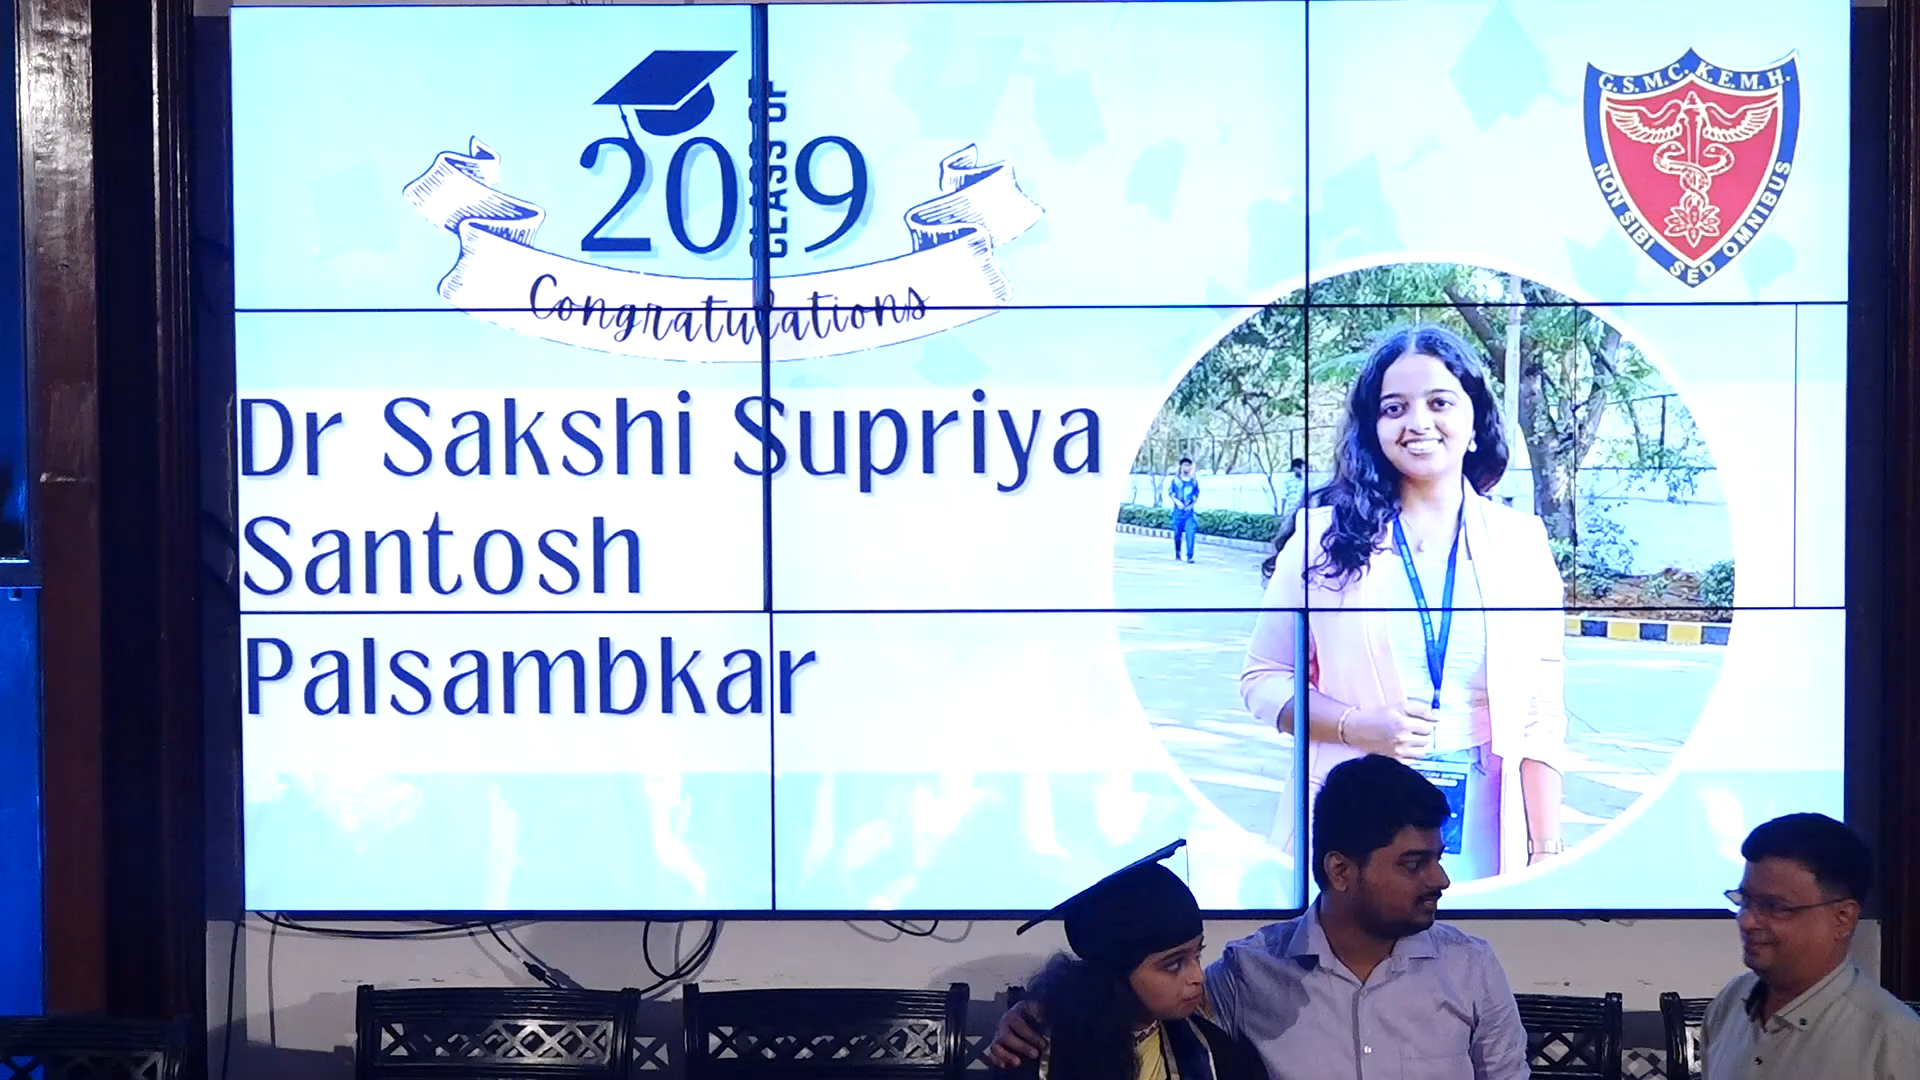 CLASS OF
2019
Congratulations
G.S.M.C. K.E.M.H.
NON SIBI SED OMNIBUS
Dr Sakshi Supriya
Santosh
Palsambkar